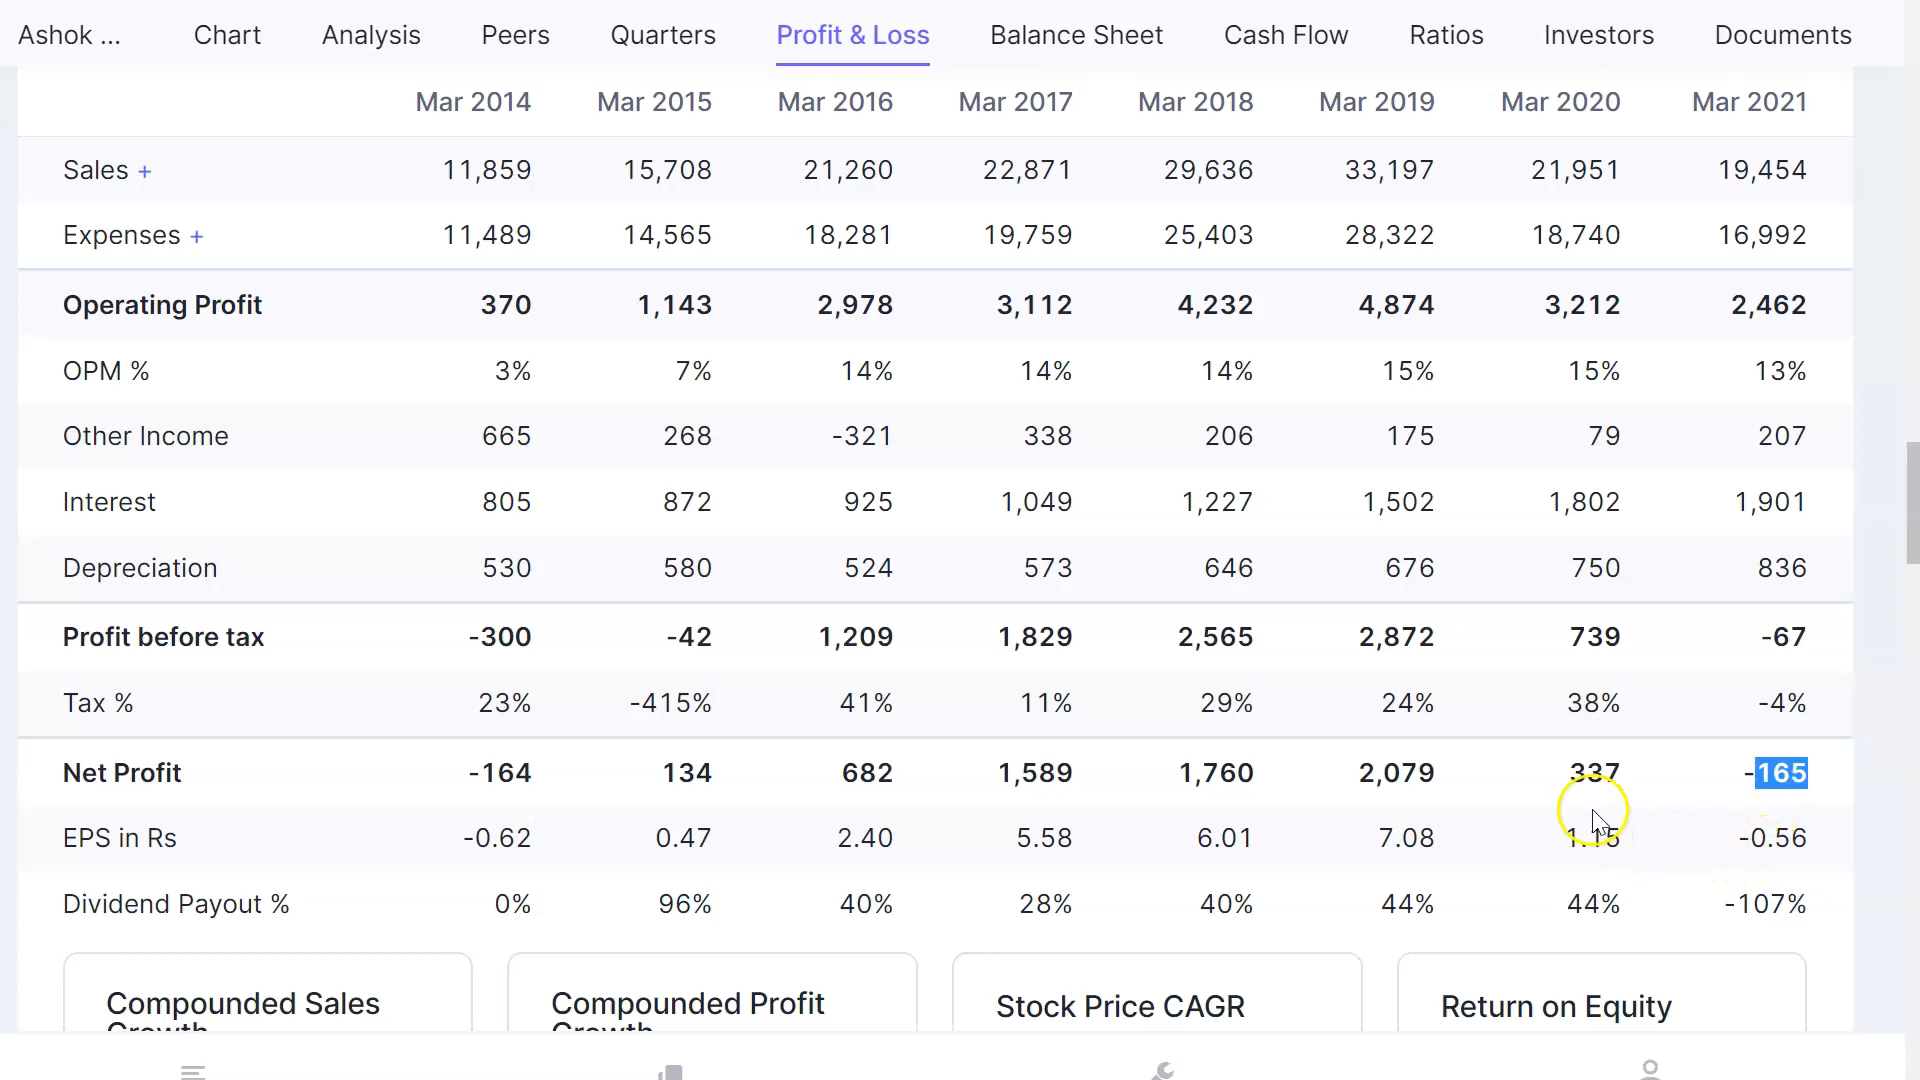 Ashok ... Chart Analysis Peers Quarters Profit & Loss Balance Sheet Cash Flow Ratios Investors Documents
Mar 2014 Mar 2015 Mar 2016 Mar 2017 Mar 2018 Mar 2019 Mar 2020 Mar 2021
Sales + 11,859 15,708 21,260 22,871 29,636 33,197 21,951 19,454
Expenses + 11,489 14,565 18,281 19,759 25,403 28,322 18,740 16,992
Operating Profit 370 1,143 2,978 3,112 4,232 4,874 3,212 2,462
OPM % 3% 7% 14% 14% 14% 15% 15% 13%
Other Income 665 268 -321 338 206 175 79 207
Interest 805 872 925 1,049 1,227 1,502 1,802 1,901
Depreciation 530 580 524 573 646 676 750 836
Profit before tax -300 -42 1,209 1,829 2,565 2,872 739 -67
Tax % 23% -415% 41% 11% 29% 24% 38% -4%
Net Profit -164 134 682 1,589 1,760 2,079 337 -165
EPS in Rs -0.62 0.47 2.40 5.58 6.01 7.08 1.15 -0.56
Dividend Payout % 0% 96% 40% 28% 40% 44% 44% -107%
Compounded Sales Compounded Profit Stock Price CAGR Return on Equity
Growth Growth